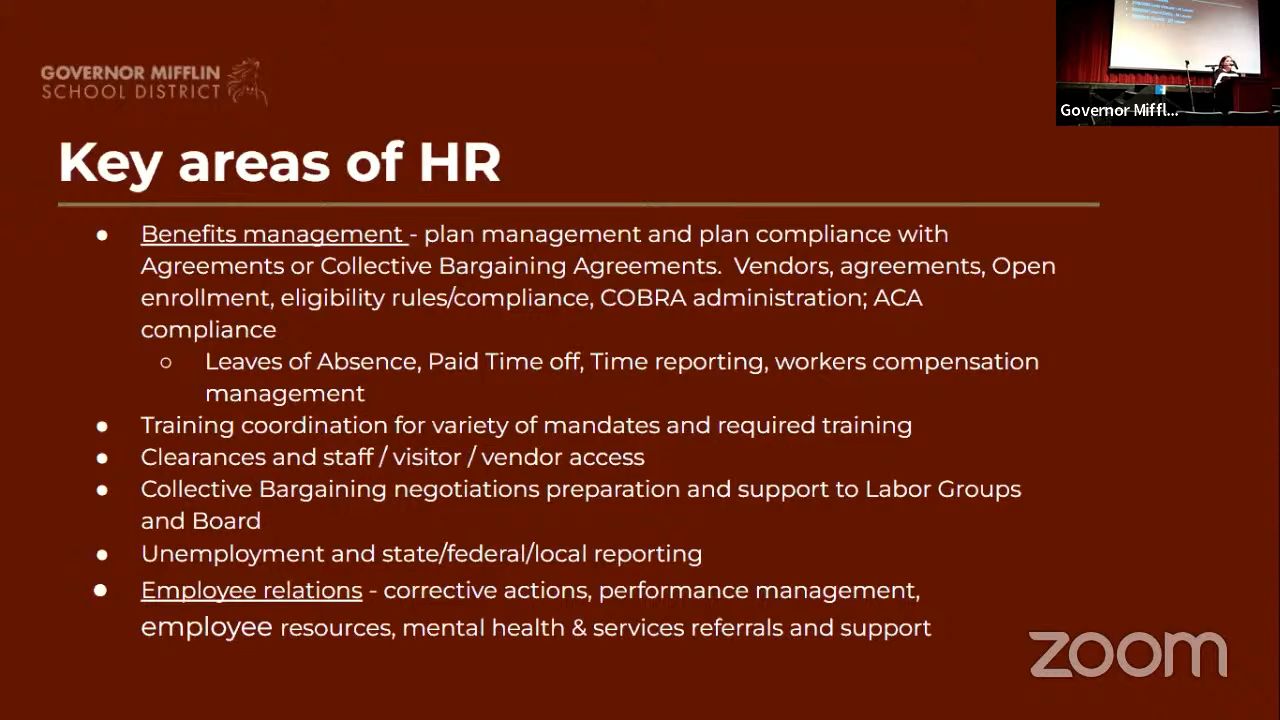 GOVERNOR MIFFLIN
SCHOOL DISTRICT
Governor Miffl...
Key areas of HR
● Benefits management - plan management and plan compliance with
Agreements or Collective Bargaining Agreements. Vendors, agreements, Open
enrollment, eligibility rules/compliance, COBRA administration; ACA
compliance
○ Leaves of Absence, Paid Time off, Time reporting, workers compensation
management
● Training coordination for variety of mandates and required training
● Clearances and staff / visitor / vendor access
● Collective Bargaining negotiations preparation and support to Labor Groups
and Board
● Unemployment and state/federal/local reporting
● Employee relations - corrective actions, performance management,
employee resources, mental health & services referrals and support
zoom